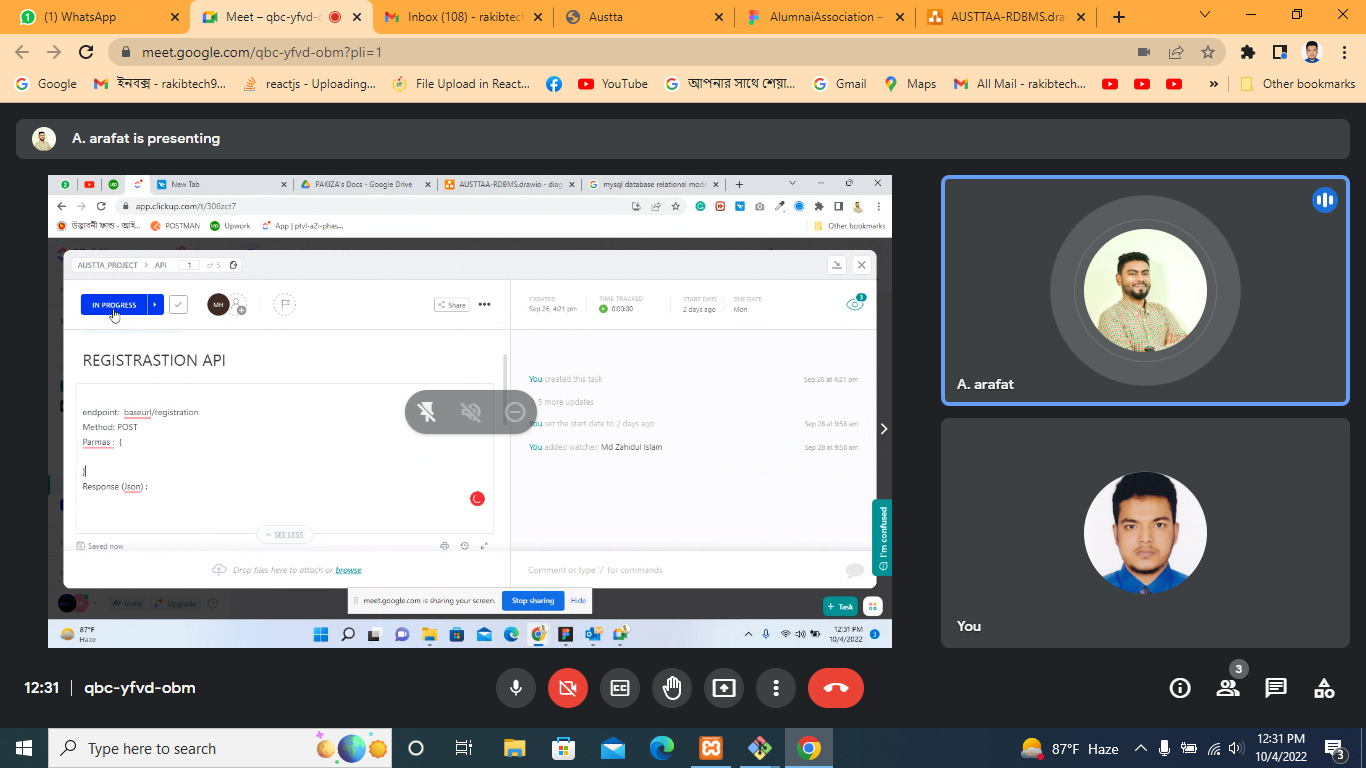 (1) WhatsApp
Meet – qbc-yfvd-o
Inbox (108) - rakibtech
Austta
AlumnaiAssociation –
AUSTTAA-RDBMS.dra
meet.google.com/qbc-yfvd-obm?pli=1
Google
ইনবক্স - rakibtech9...
reactjs - Uploading...
File Upload in React...
YouTube
আপনার সাথে শেয়া...
Gmail
Maps
All Mail - rakibtech...
»
Other bookmarks
A. arafat is presenting
New Tab
PAKIZA's Docs - Google Drive
AUSTTAA-RDBMS.drawio - diag
mysql database relational mode
app.clickup.com/t/306zct7
উদ্ভাবনী ফান্ড - আই...
POSTMAN
Upwork
App | ptvl-a2i-phas...
Other bookmarks
AUSTTA_PROJECT > API 1 of 5
IN PROGRESS
MH
Share
CREATED
Sep 26, 4:21 pm
TIME TRACKED
0:00:00
START DATE
2 days ago
DUE DATE
Mon
3
REGISTRASTION API
endpoint: baseurl/registration
Method: POST
Parmas : {
}
Response (Json) :
SEE LESS
Saved now
Drop files here to attach or browse
You created this task
Sep 26 at 4:21 pm
5 more updates
You set the start date to 2 days ago
Sep 28 at 9:58 am
You added watcher: Md Zahidul Islam
Sep 28 at 9:58 am
Comment or type '/' for commands
I'm confused
Invite
Upgrade
meet.google.com is sharing your screen.
Stop sharing
Hide
+ Task
87°F
Haze
12:31 PM
10/4/2022
3
A. arafat
You
12:31 | qbc-yfvd-obm
3
Type here to search
87°F Haze
12:31 PM
10/4/2022
3